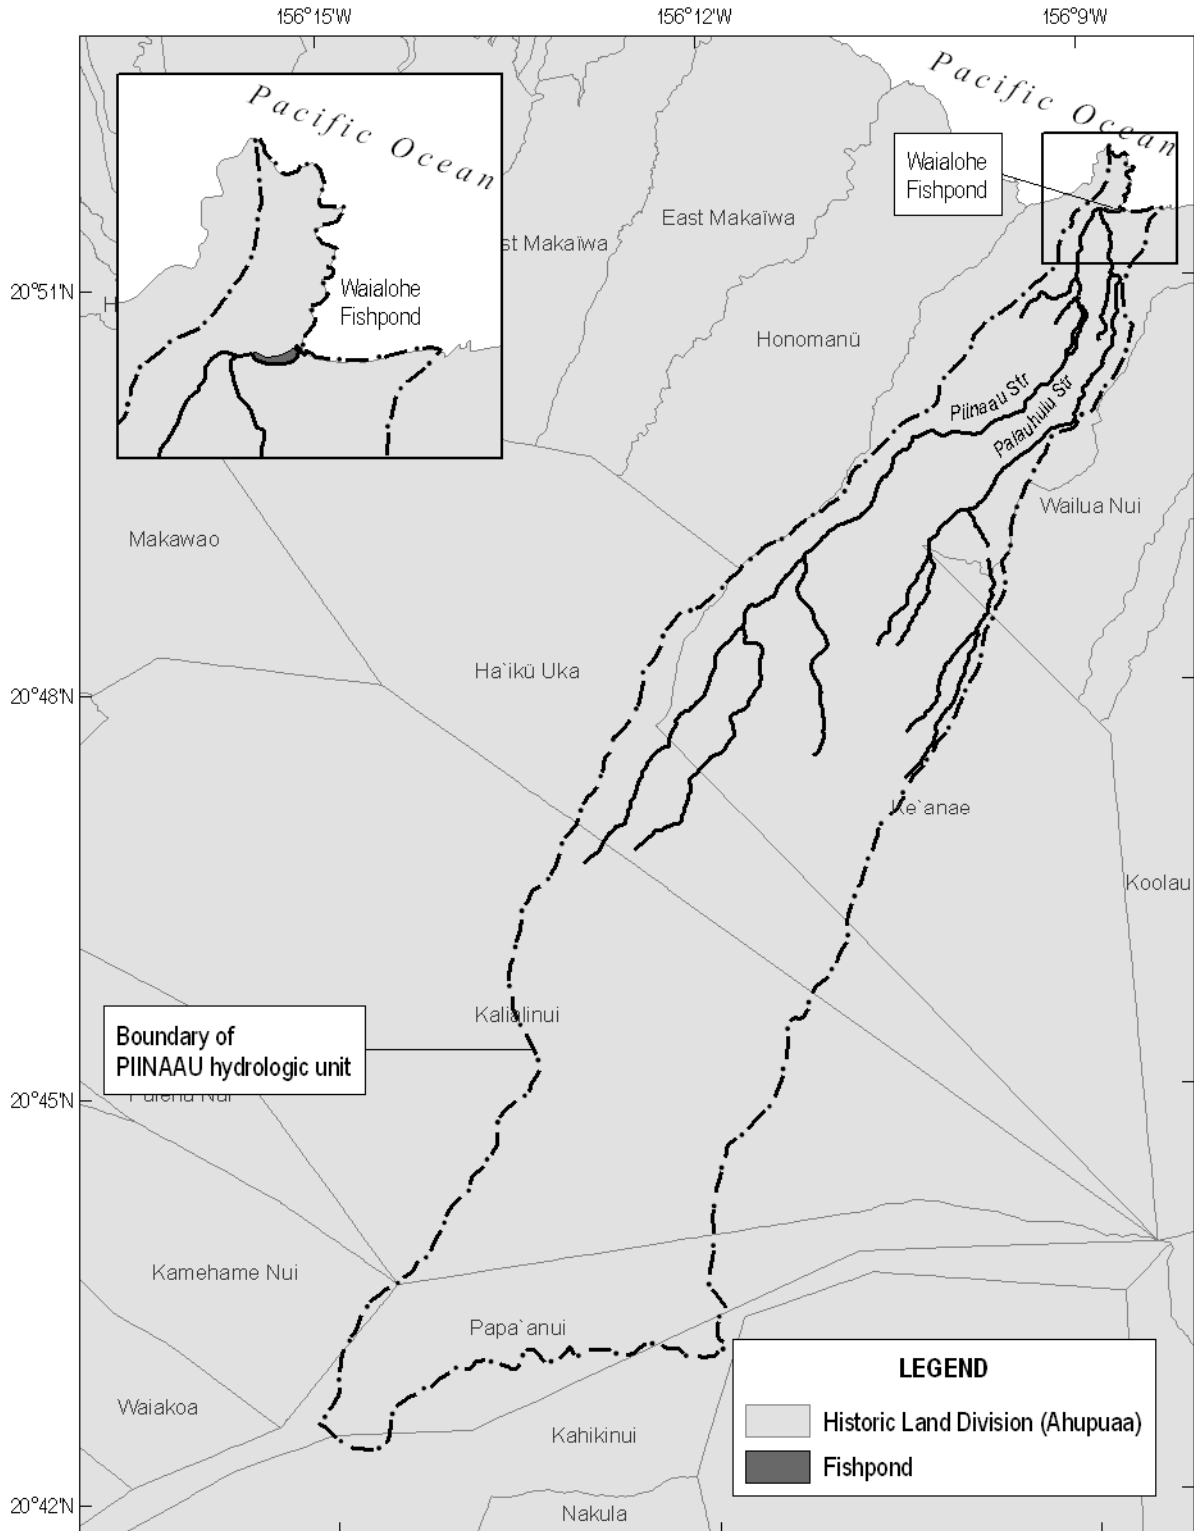 156°15'W
156°12'W
156°9'W
Pacific Ocean
Pacific Ocean
Waialohe
Fishpond
East Makaïwa
st Makaïwa
20°51'N
H
Waialohe
Fishpond
Honomanü
Piinaau Str
Palauhulu Str
Wailua Nui
Makawao
Ha`ikü Uka
20°48'N
Ke`anae
Koolau
Kalialinui
Boundary of
PIINAAU hydrologic unit
20°45'N
Kamehame Nui
Papa`anui
LEGEND
Waiakoa
Historic Land Division (Ahupuaa)
Kahikinui
Fishpond
20°42'N
Nakula